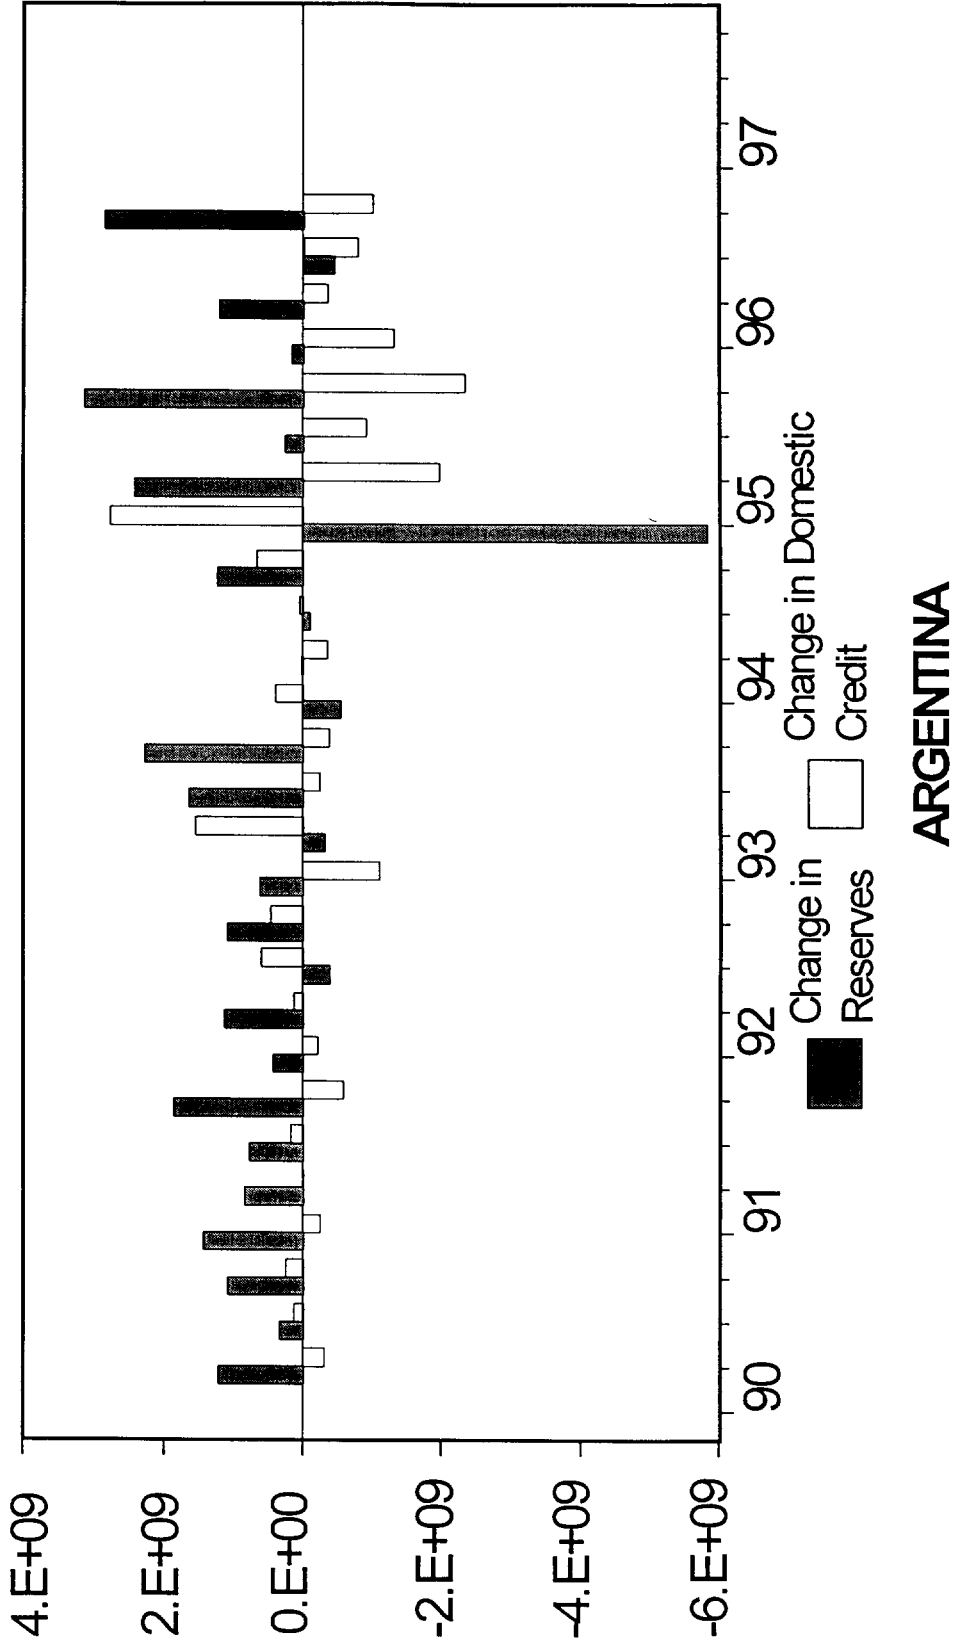 4.E+09
2.E+09
0.E+00
-2.E+09
-4.E+09
-6.E+09
90
91
92
93
94
95
96
97
Change in
Reserves
Change in Domestic
Credit
ARGENTINA